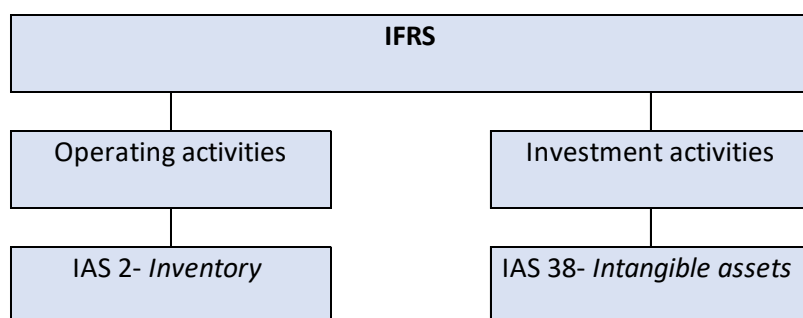 IFRS
Operating activities
Investment activities
IAS 2- Inventory
IAS 38- Intangible assets